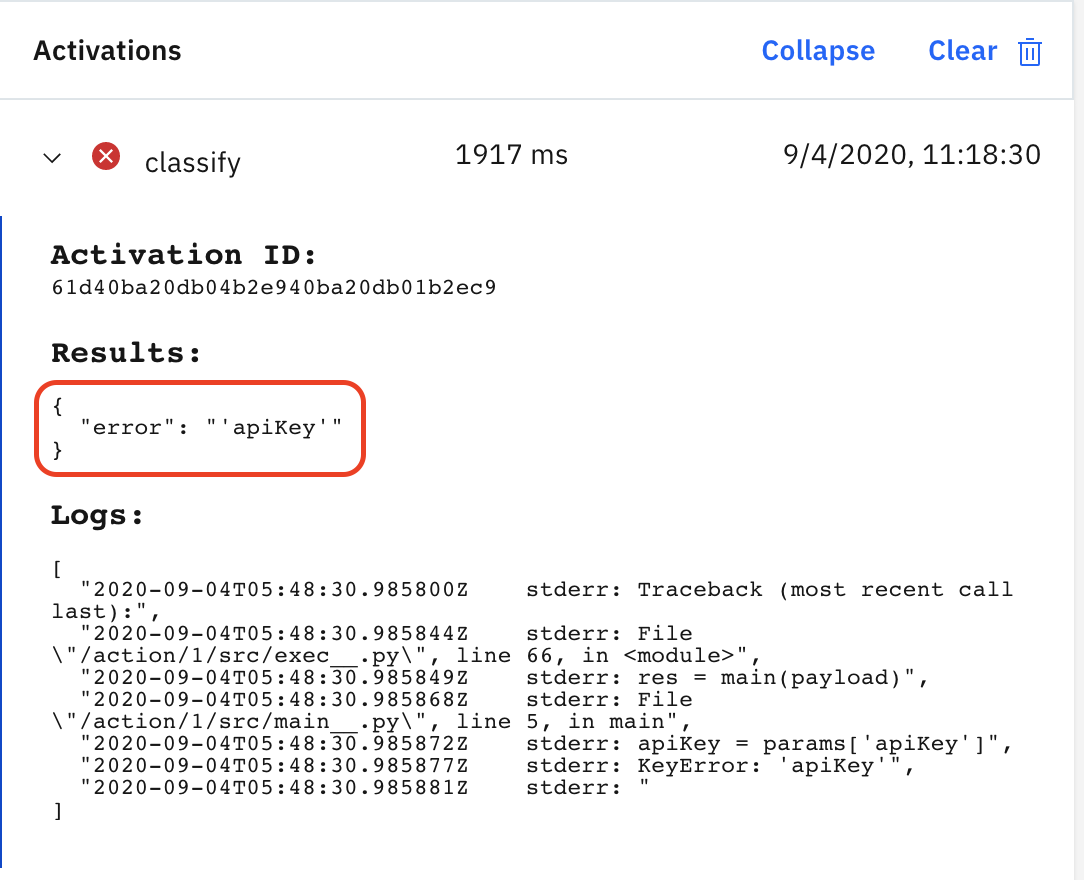 Activations Collapse Clear
classify 1917 ms 9/4/2020, 11:18:30
Activation ID:
61d40ba20db04b2e940ba20db01b2ec9
Results:
{
  "error": "'apiKey'"
}
Logs:
[
  "2020-09-04T05:48:30.985800Z    stderr: Traceback (most recent call
last):",
  "2020-09-04T05:48:30.985844Z    stderr: File
\"/action/1/src/exec__.py\", line 66, in <module>",
  "2020-09-04T05:48:30.985849Z    stderr: res = main(payload)",
  "2020-09-04T05:48:30.985868Z    stderr: File
\"/action/1/src/main__.py\", line 5, in main",
  "2020-09-04T05:48:30.985872Z    stderr: apiKey = params['apiKey']",
  "2020-09-04T05:48:30.985877Z    stderr: KeyError: 'apiKey'",
  "2020-09-04T05:48:30.985881Z    stderr: "
]